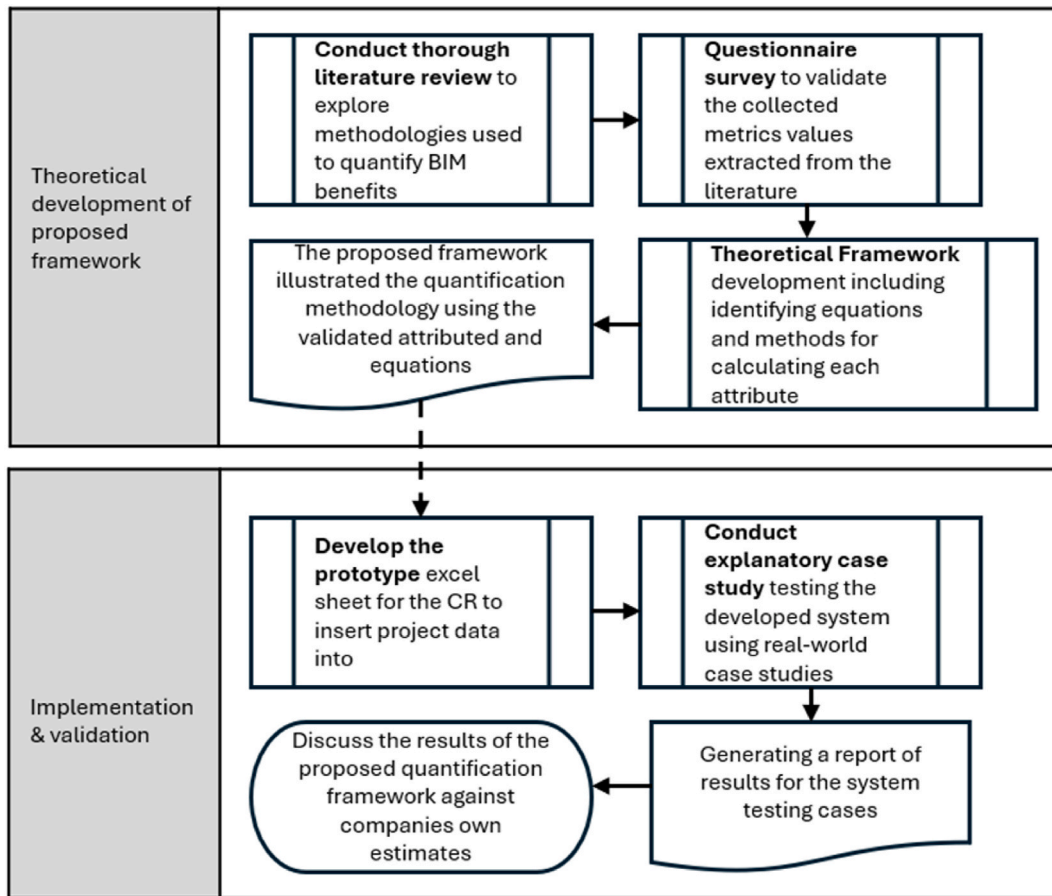 Theoretical
development of
proposed
framework
Conduct thorough
literature review to
explore
methodologies used
to quantify BIM
benefits
Questionnaire
survey to validate
the collected
metrics values
extracted from the
literature
Theoretical Framework
development including
identifying equations
and methods for
calculating each
attribute
The proposed framework
illustrated the quantification
methodology using the
validated attributed and
equations
Implementation
& validation
Develop the
prototype excel
sheet for the CR to
insert project data
into
Conduct
explanatory case
study testing the
developed system
using real-world
case studies
Generating a report of
results for the system
testing cases
Discuss the results of the
proposed quantification
framework against
companies own
estimates